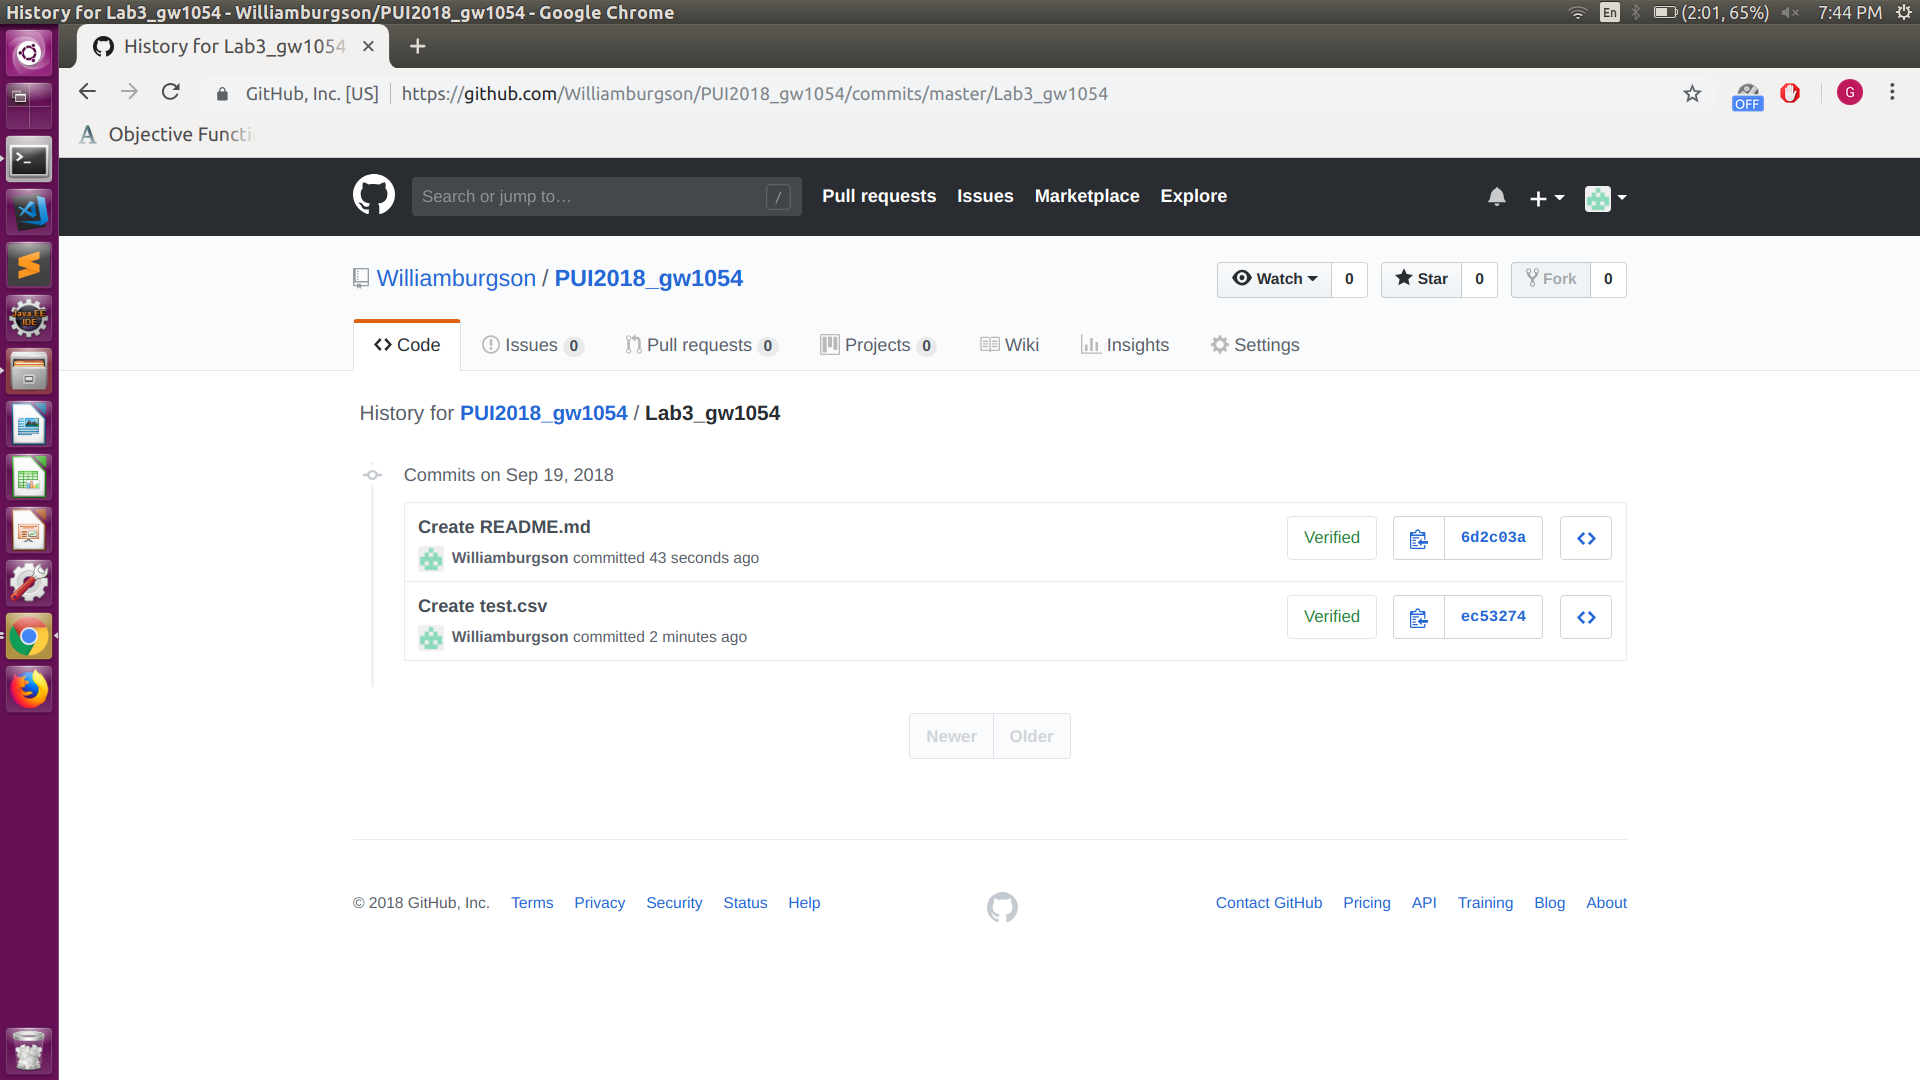 History for Lab3_gw1054 - Williamburgson/PUI2018_gw1054 - Google Chrome
En (2:01, 65%) 7:44 PM
History for Lab3_gw1054
GitHub, Inc. [US] https://github.com/Williamburgson/PUI2018_gw1054/commits/master/Lab3_gw1054
OFF G
A Objective Functi
Search or jump to… / Pull requests Issues Marketplace Explore
Williamburgson / PUI2018_gw1054 Watch 0 Star 0 Fork 0
Code Issues 0 Pull requests 0 Projects 0 Wiki Insights Settings
Java EE
IDE
History for PUI2018_gw1054 / Lab3_gw1054
Commits on Sep 19, 2018
Create README.md
Williamburgson committed 43 seconds ago
Verified 6d2c03a
Create test.csv
Williamburgson committed 2 minutes ago
Verified ec53274
Newer Older
© 2018 GitHub, Inc. Terms Privacy Security Status Help Contact GitHub Pricing API Training Blog About